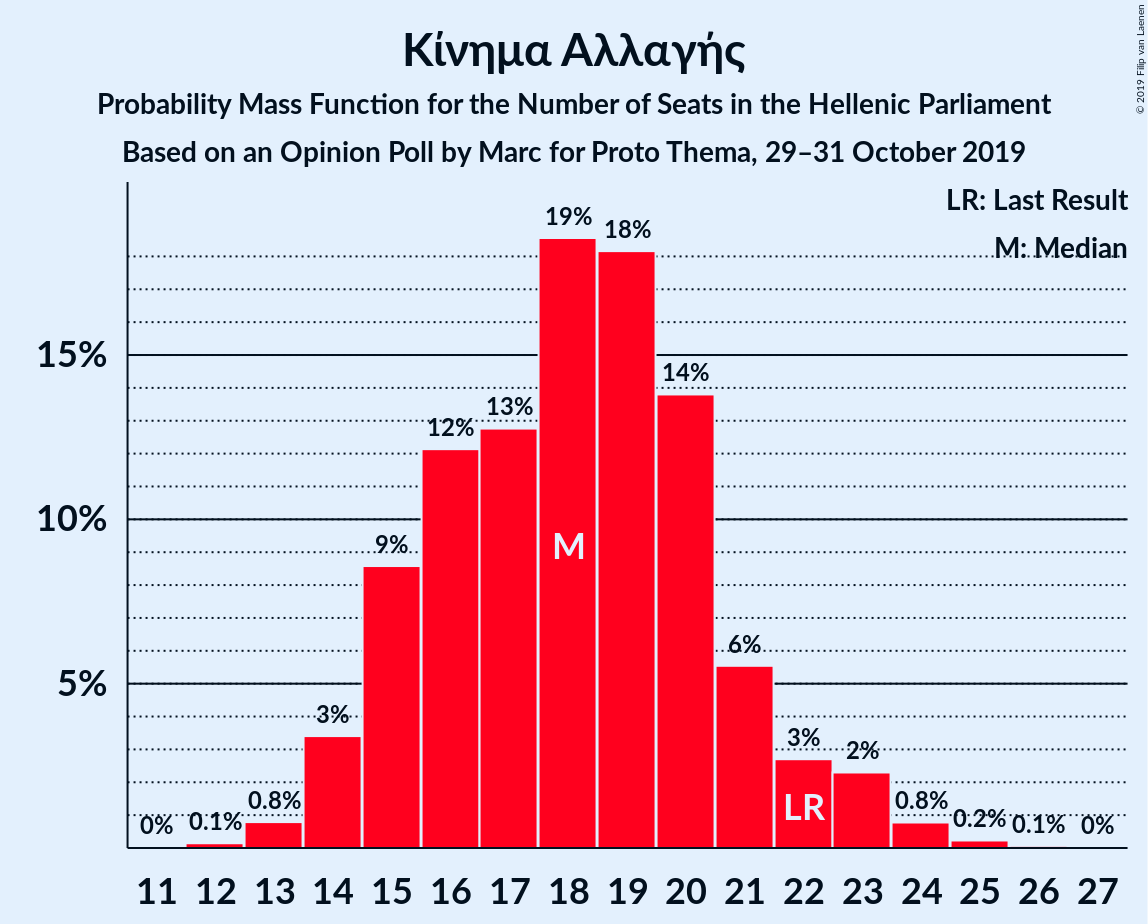 Κίνημα Αλλαγής
Probability Mass Function for the Number of Seats in the Hellenic Parliament
Based on an Opinion Poll by Marc for Proto Thema, 29–31 October 2019
© 2019 Filip van Laenen
LR: Last Result
M: Median
15%
10%
5%
0%
0.1%
0.8%
3%
9%
12%
13%
19%
18%
14%
6%
3%
2%
0.8%
0.2%
0.1%
0%
M
LR
11 12 13 14 15 16 17 18 19 20 21 22 23 24 25 26 27